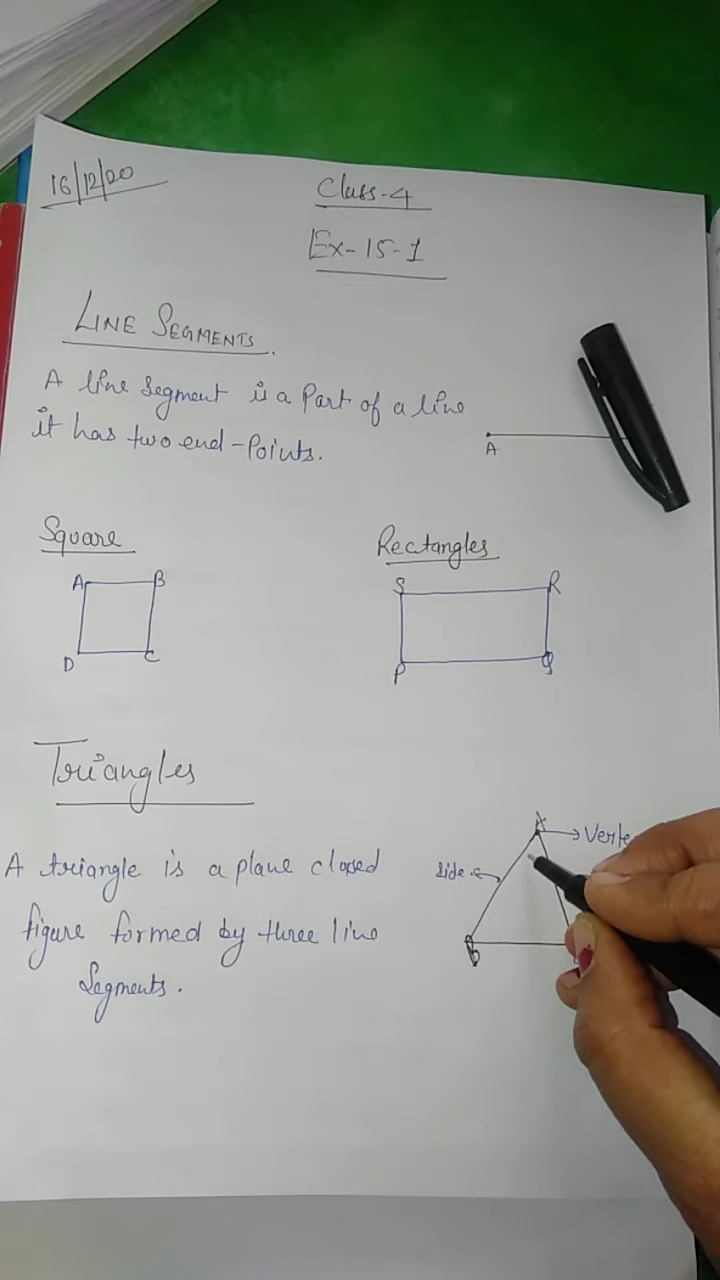 16/12/20
Class-4
Ex-15-1
LINE SEGMENTS.
A line segment is a Part of a line
it has two end-Points.
A
Square
Rectangles
A B
D C
S R
P Q
Triangles
A triangle is a plane closed
figure formed by three line
Segments.
A
Verte
Side
B